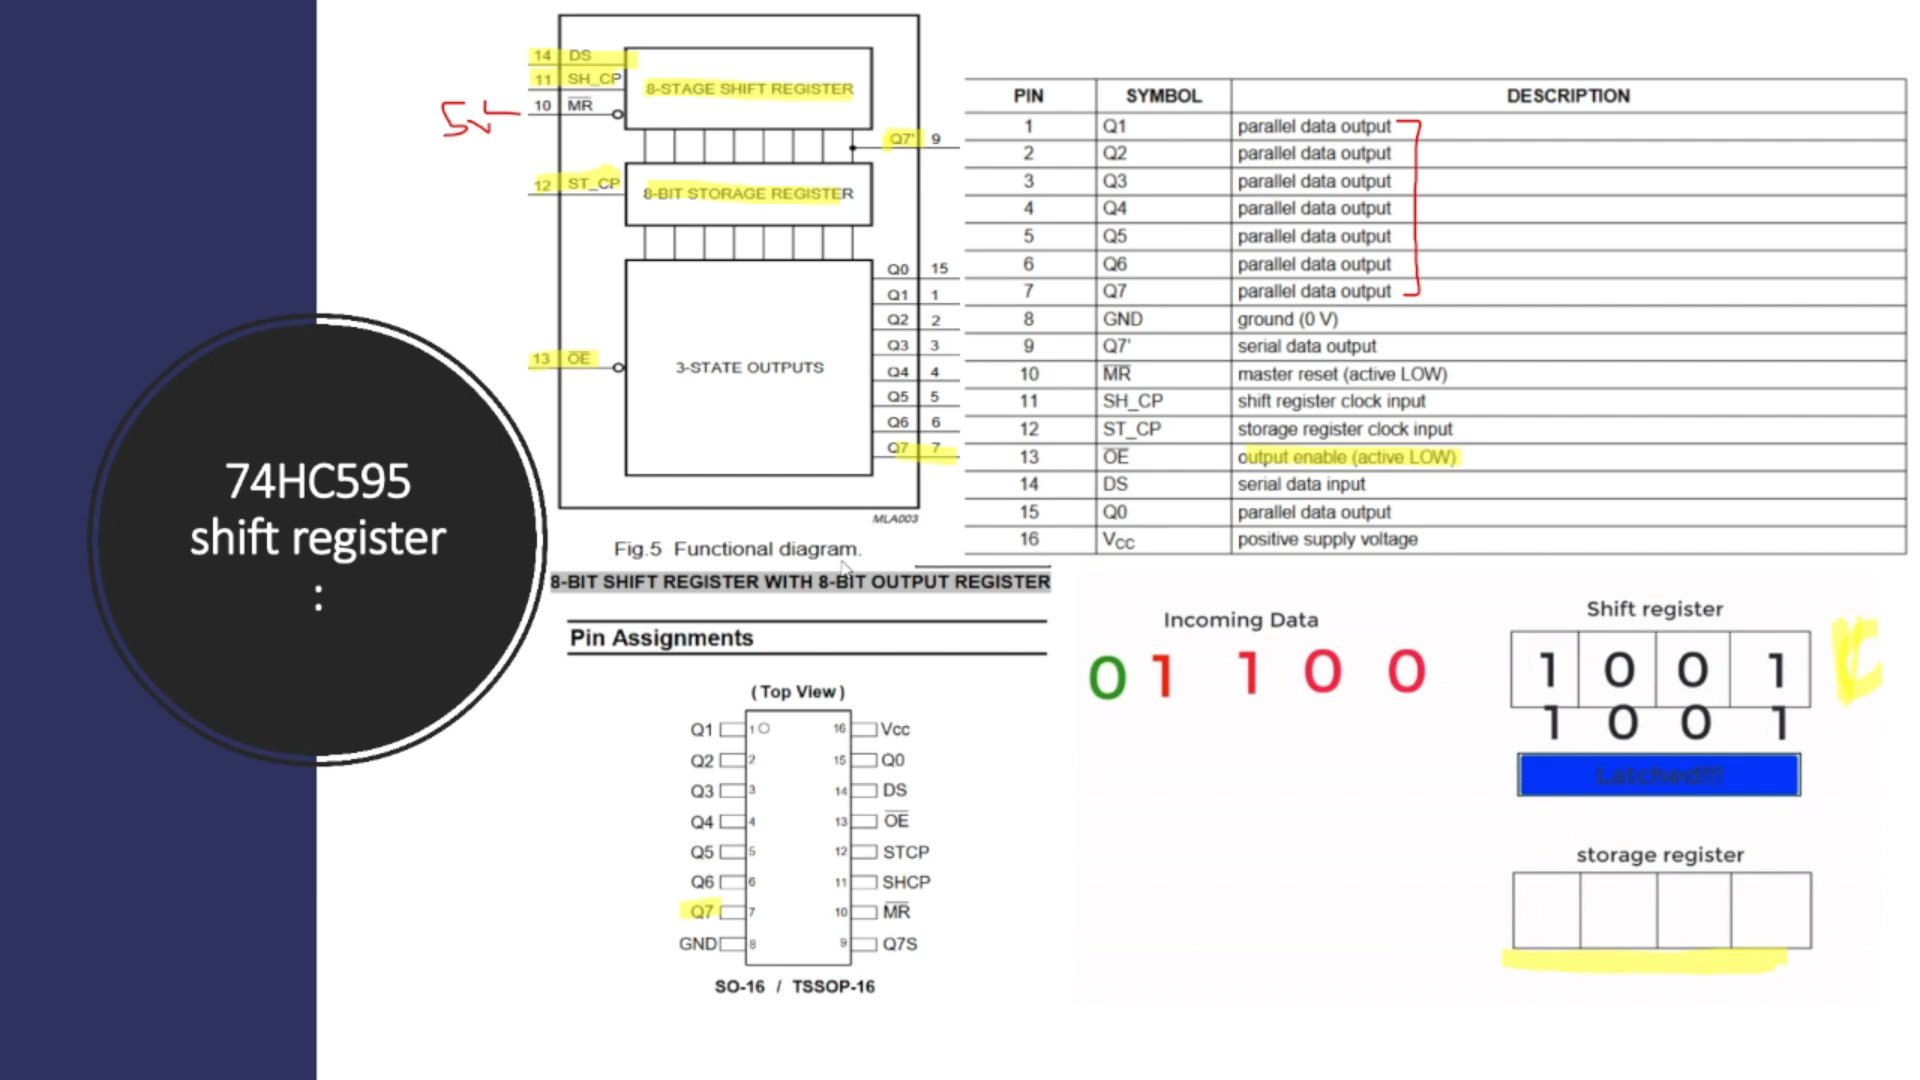 74HC595
shift register
:
14 DS
11 SH_CP
10 MR
5v
8-STAGE SHIFT REGISTER
Q7' 9
12 ST_CP
8-BIT STORAGE REGISTER
13 OE
3-STATE OUTPUTS
Q0 15
Q1 1
Q2 2
Q3 3
Q4 4
Q5 5
Q6 6
Q7 7
MLA003
Fig.5 Functional diagram.
PIN SYMBOL DESCRIPTION
1 Q1 parallel data output
2 Q2 parallel data output
3 Q3 parallel data output
4 Q4 parallel data output
5 Q5 parallel data output
6 Q6 parallel data output
7 Q7 parallel data output
8 GND ground (0 V)
9 Q7' serial data output
10 MR master reset (active LOW)
11 SH_CP shift register clock input
12 ST_CP storage register clock input
13 OE output enable (active LOW)
14 DS serial data input
15 Q0 parallel data output
16 VCC positive supply voltage
8-BIT SHIFT REGISTER WITH 8-BIT OUTPUT REGISTER
Pin Assignments
(Top View)
Q1 1 16 Vcc
Q2 2 15 Q0
Q3 3 14 DS
Q4 4 13 OE
Q5 5 12 STCP
Q6 6 11 SHCP
Q7 7 10 MR
GND 8 9 Q7S
SO-16 / TSSOP-16
Incoming Data
0 1 1 0 0
Shift register
1 0 0 1
1 0 0 1
Latched!!!
storage register